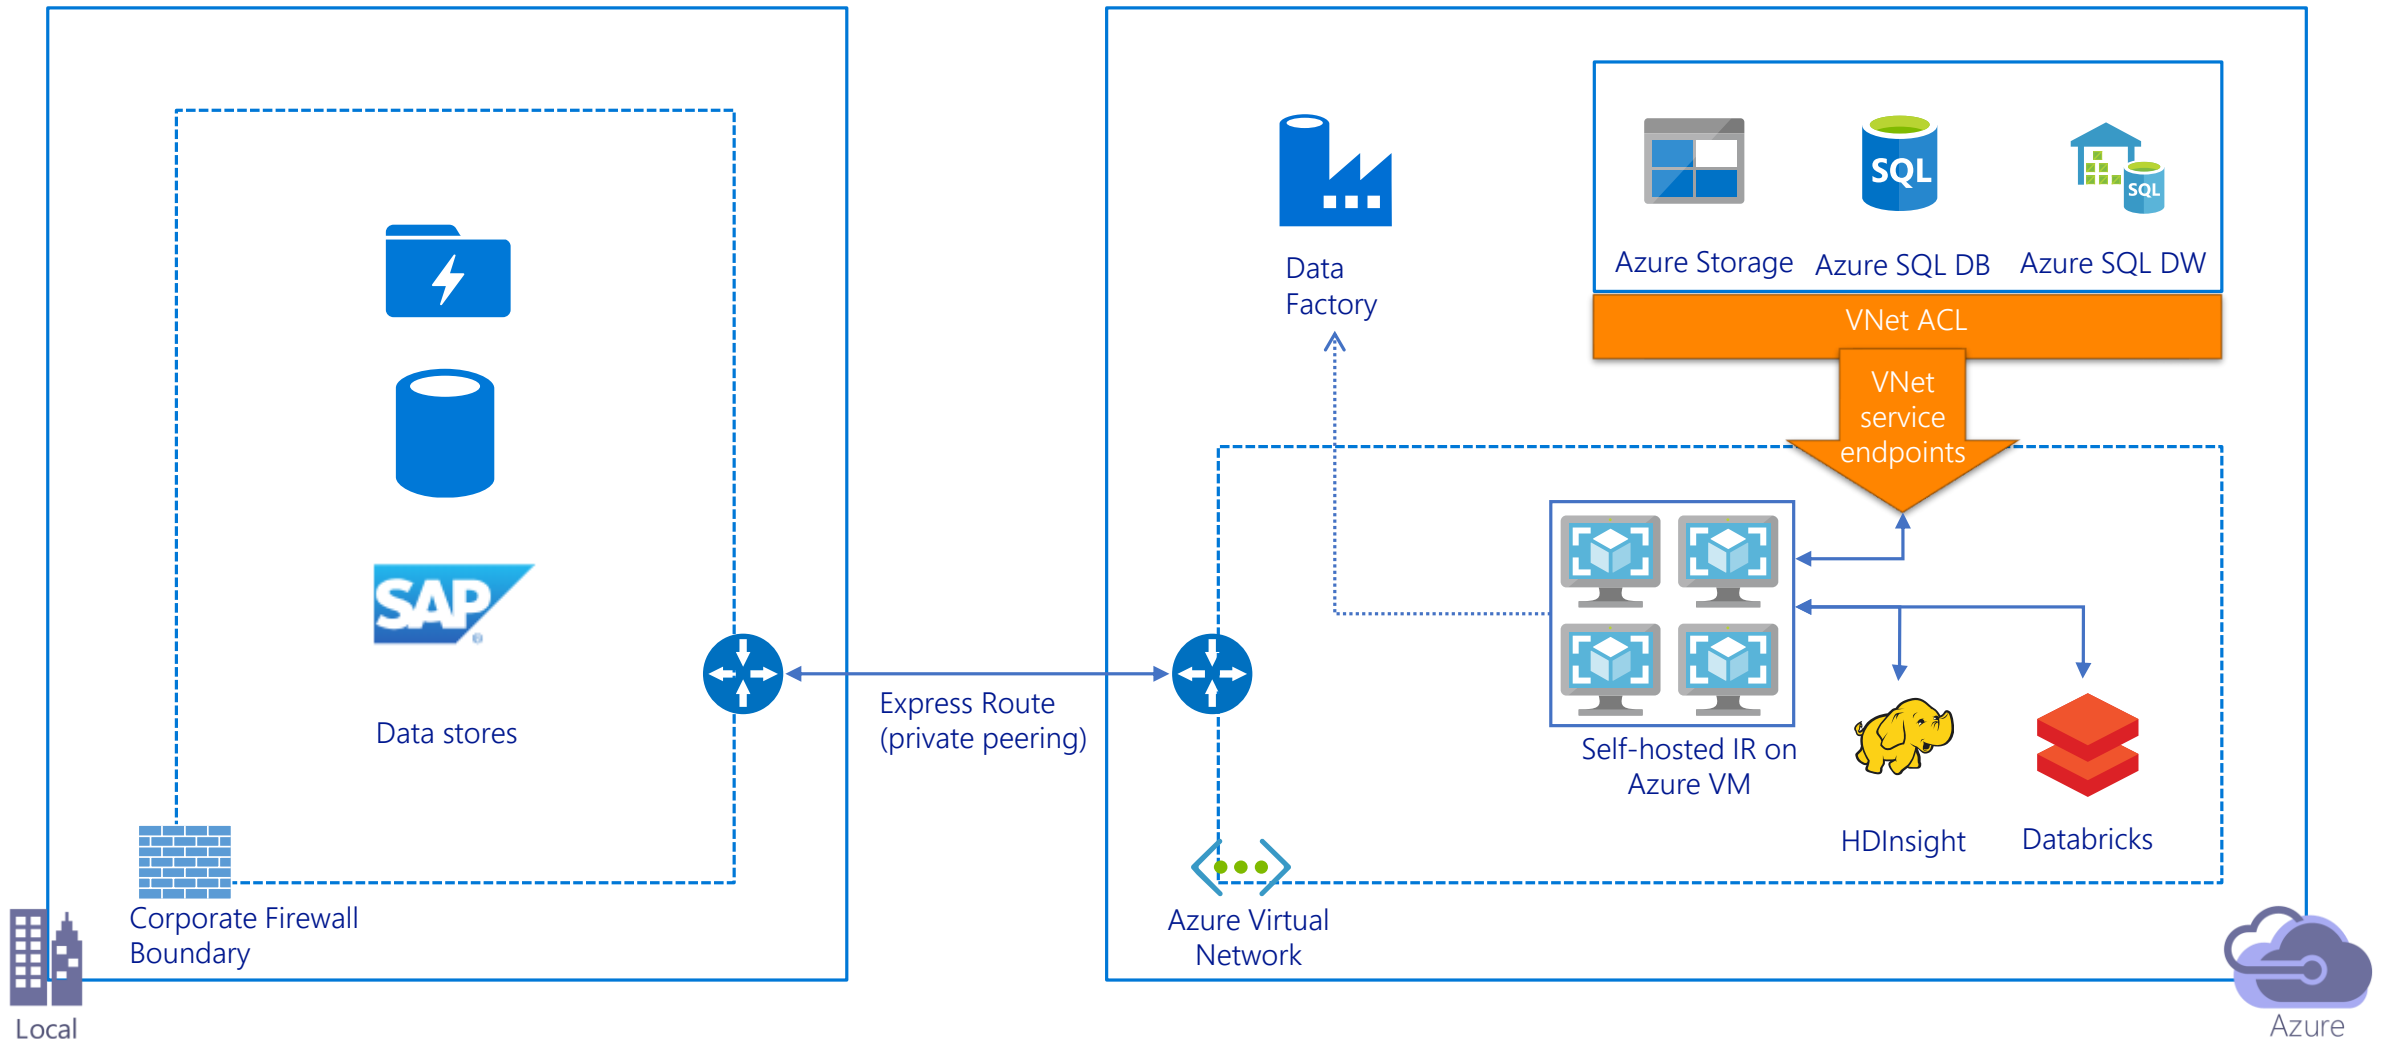 SAP
®
Data stores
Corporate Firewall
Boundary
Local
Express Route
(private peering)
Data
Factory
SQL
SQL
Azure Storage
Azure SQL DB
Azure SQL DW
VNet ACL
VNet
service
endpoints
Self-hosted IR on
Azure VM
HDInsight
Databricks
Azure Virtual
Network
Azure